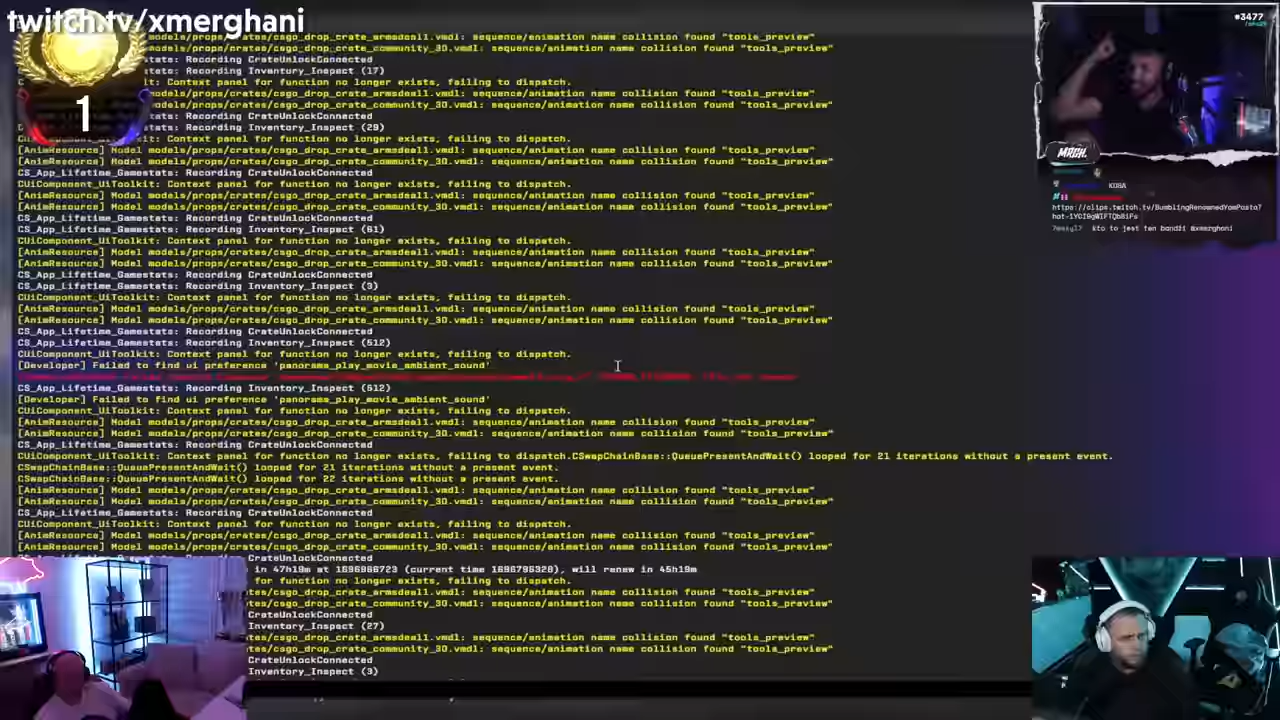 twitch.tv/xmerghani
1
models/props/crates/csgo_drop_crate_armsdeal1.vmdl: sequence/animation name collision found "tools_preview"
models/props/crates/csgo_drop_crate_community_30.vmdl: sequence/animation name collision found "tools_preview"
tats: Recording CrateUnlockConnected
tats: Recording Inventory_Inspect (17)
it: Context panel for function no longer exists, failing to dispatch.
models/props/crates/csgo_drop_crate_armsdeal1.vmdl: sequence/animation name collision found "tools_preview"
models/props/crates/csgo_drop_crate_community_30.vmdl: sequence/animation name collision found "tools_preview"
tats: Recording CrateUnlockConnected
tats: Recording Inventory_Inspect (29)
CUiComponent_UiToolkit: Context panel for function no longer exists, failing to dispatch.
[AnimResource] Model models/props/crates/csgo_drop_crate_armsdeal1.vmdl: sequence/animation name collision found "tools_preview"
[AnimResource] Model models/props/crates/csgo_drop_crate_community_30.vmdl: sequence/animation name collision found "tools_preview"
CS_App_Lifetime_Gamestats: Recording CrateUnlockConnected
CUiComponent_UiToolkit: Context panel for function no longer exists, failing to dispatch.
[AnimResource] Model models/props/crates/csgo_drop_crate_armsdeal1.vmdl: sequence/animation name collision found "tools_preview"
[AnimResource] Model models/props/crates/csgo_drop_crate_community_30.vmdl: sequence/animation name collision found "tools_preview"
CS_App_Lifetime_Gamestats: Recording CrateUnlockConnected
CS_App_Lifetime_Gamestats: Recording Inventory_Inspect (61)
CUiComponent_UiToolkit: Context panel for function no longer exists, failing to dispatch.
[AnimResource] Model models/props/crates/csgo_drop_crate_armsdeal1.vmdl: sequence/animation name collision found "tools_preview"
[AnimResource] Model models/props/crates/csgo_drop_crate_community_30.vmdl: sequence/animation name collision found "tools_preview"
CS_App_Lifetime_Gamestats: Recording CrateUnlockConnected
CS_App_Lifetime_Gamestats: Recording Inventory_Inspect (3)
CUiComponent_UiToolkit: Context panel for function no longer exists, failing to dispatch.
[AnimResource] Model models/props/crates/csgo_drop_crate_armsdeal1.vmdl: sequence/animation name collision found "tools_preview"
[AnimResource] Model models/props/crates/csgo_drop_crate_community_30.vmdl: sequence/animation name collision found "tools_preview"
CS_App_Lifetime_Gamestats: Recording CrateUnlockConnected
CS_App_Lifetime_Gamestats: Recording Inventory_Inspect (512)
CUiComponent_UiToolkit: Context panel for function no longer exists, failing to dispatch.
[Developer] Failed to find ui preference 'panorama_play_movie_ambient_sound'
CS_App_Lifetime_Gamestats: Recording Inventory_Inspect (512)
[Developer] Failed to find ui preference 'panorama_play_movie_ambient_sound'
CUiComponent_UiToolkit: Context panel for function no longer exists, failing to dispatch.
[AnimResource] Model models/props/crates/csgo_drop_crate_armsdeal1.vmdl: sequence/animation name collision found "tools_preview"
[AnimResource] Model models/props/crates/csgo_drop_crate_community_30.vmdl: sequence/animation name collision found "tools_preview"
CS_App_Lifetime_Gamestats: Recording CrateUnlockConnected
CUiComponent_UiToolkit: Context panel for function no longer exists, failing to dispatch.CSwapChainBase::QueuePresentAndWait() looped for 21 iterations without a present event.
CSwapChainBase::QueuePresentAndWait() looped for 21 iterations without a present event.
CSwapChainBase::QueuePresentAndWait() looped for 22 iterations without a present event.
[AnimResource] Model models/props/crates/csgo_drop_crate_armsdeal1.vmdl: sequence/animation name collision found "tools_preview"
[AnimResource] Model models/props/crates/csgo_drop_crate_community_30.vmdl: sequence/animation name collision found "tools_preview"
CS_App_Lifetime_Gamestats: Recording CrateUnlockConnected
CUiComponent_UiToolkit: Context panel for function no longer exists, failing to dispatch.
[AnimResource] Model models/props/crates/csgo_drop_crate_armsdeal1.vmdl: sequence/animation name collision found "tools_preview"
[AnimResource] Model models/props/crates/csgo_drop_crate_community_30.vmdl: sequence/animation name collision found "tools_preview"
CrateUnlockConnected
in 47h19m at 1696966723 (current time 1696796320), will renew in 45h19m
for function no longer exists, failing to dispatch.
tes/csgo_drop_crate_armsdeal1.vmdl: sequence/animation name collision found "tools_preview"
tes/csgo_drop_crate_community_30.vmdl: sequence/animation name collision found "tools_preview"
CrateUnlockConnected
Inventory_Inspect (27)
tes/csgo_drop_crate_armsdeal1.vmdl: sequence/animation name collision found "tools_preview"
tes/csgo_drop_crate_community_30.vmdl: sequence/animation name collision found "tools_preview"
CrateUnlockConnected
Inventory_Inspect (3)
#3477
MRGH.
KOSA
kto to jest ten bandzi @xmerghani